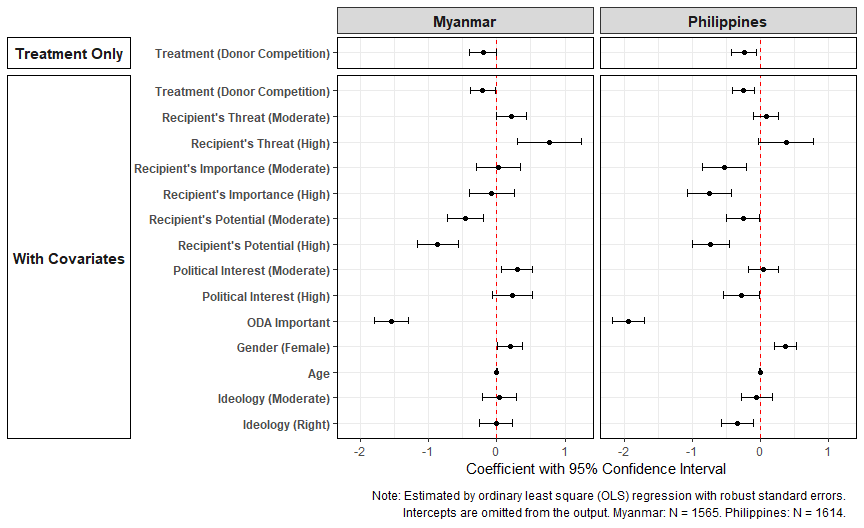 Myanmar
Philippines
Treatment Only
Treatment (Donor Competition)
With Covariates
Treatment (Donor Competition)
Recipient's Threat (Moderate)
Recipient's Threat (High)
Recipient's Importance (Moderate)
Recipient's Importance (High)
Recipient's Potential (Moderate)
Recipient's Potential (High)
Political Interest (Moderate)
Political Interest (High)
ODA Important
Gender (Female)
Age
Ideology (Moderate)
Ideology (Right)
-2 -1 0 1
-2 -1 0 1
Coefficient with 95% Confidence Interval
Note: Estimated by ordinary least square (OLS) regression with robust standard errors.
Intercepts are omitted from the output. Myanmar: N = 1565. Philippines: N = 1614.